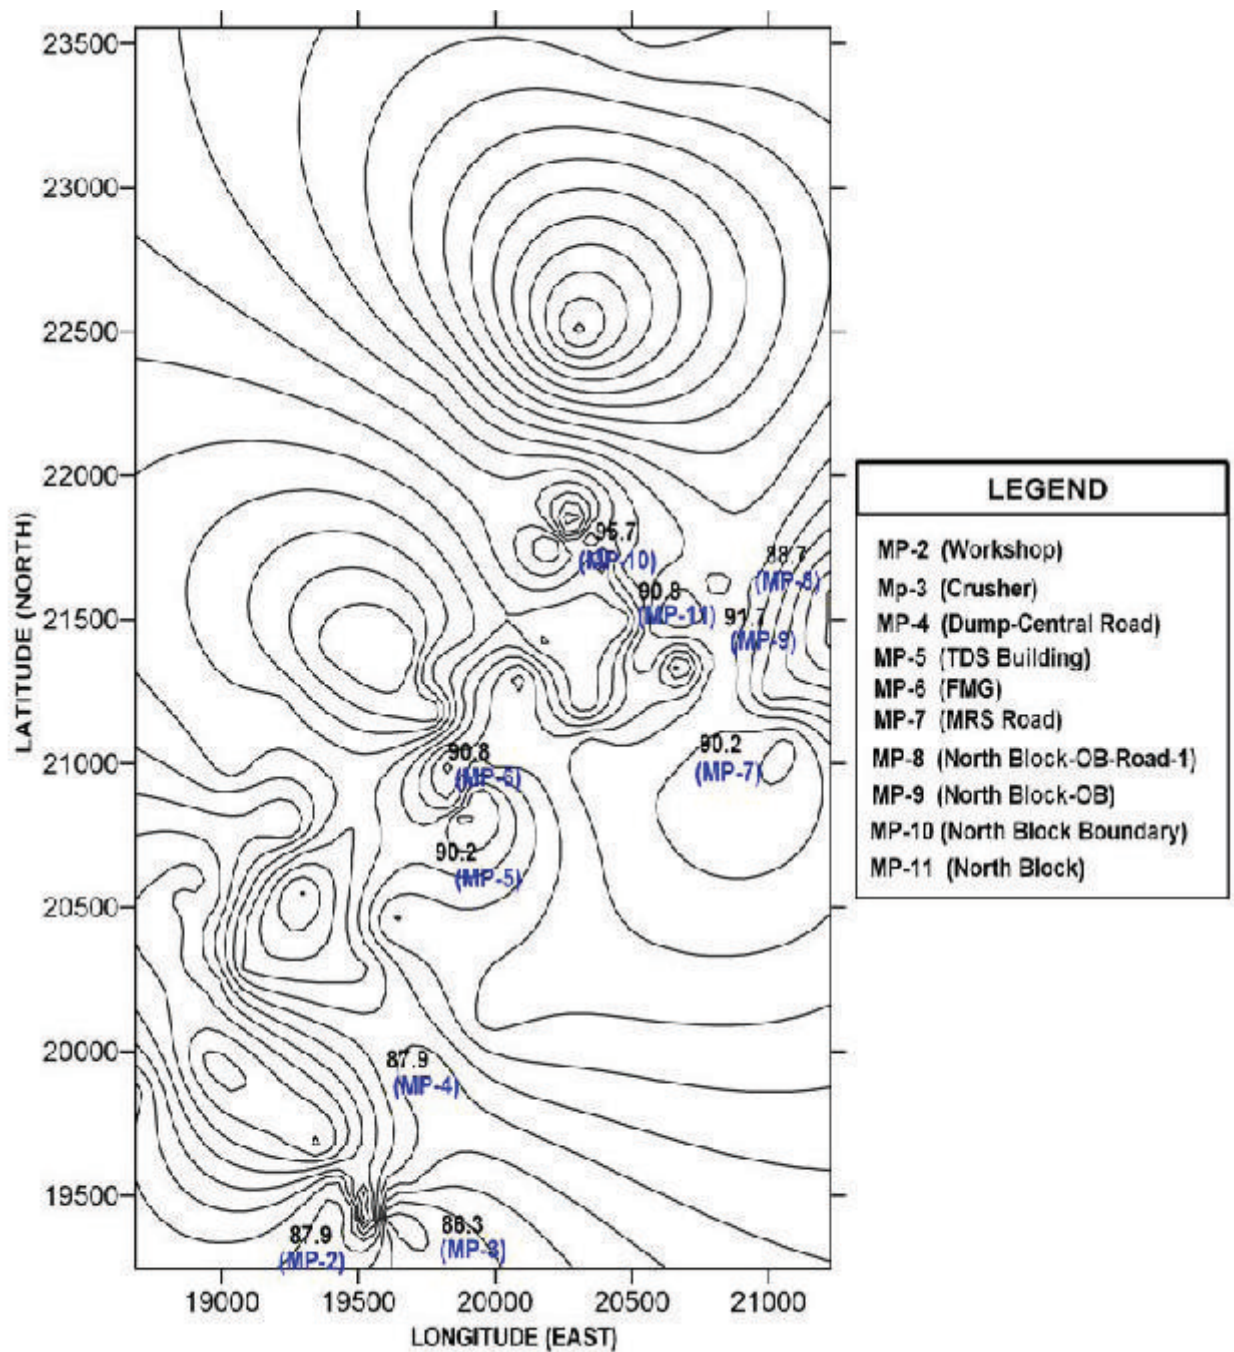 23500
23000
22500
22000
21500
21000
20500
20000
19500
LATITUDE (NORTH)
19000 19500 20000 20500 21000
LONGITUDE (EAST)
95.7
(MP-10)
88.7
(MP-8)
90.8
(MP-11)
91.7
(MP-9)
90.8
(MP-6)
90.2
(MP-7)
90.2
(MP-5)
87.9
(MP-4)
87.9
(MP-2)
(MP-3)
LEGEND
MP-2 (Workshop)
Mp-3 (Crusher)
MP-4 (Dump-Central Road)
MP-5 (TDS Building)
MP-6 (FMG)
MP-7 (MRS Road)
MP-8 (North Block-OB-Road-1)
MP-9 (North Block-OB)
MP-10 (North Block Boundary)
MP-11 (North Block)